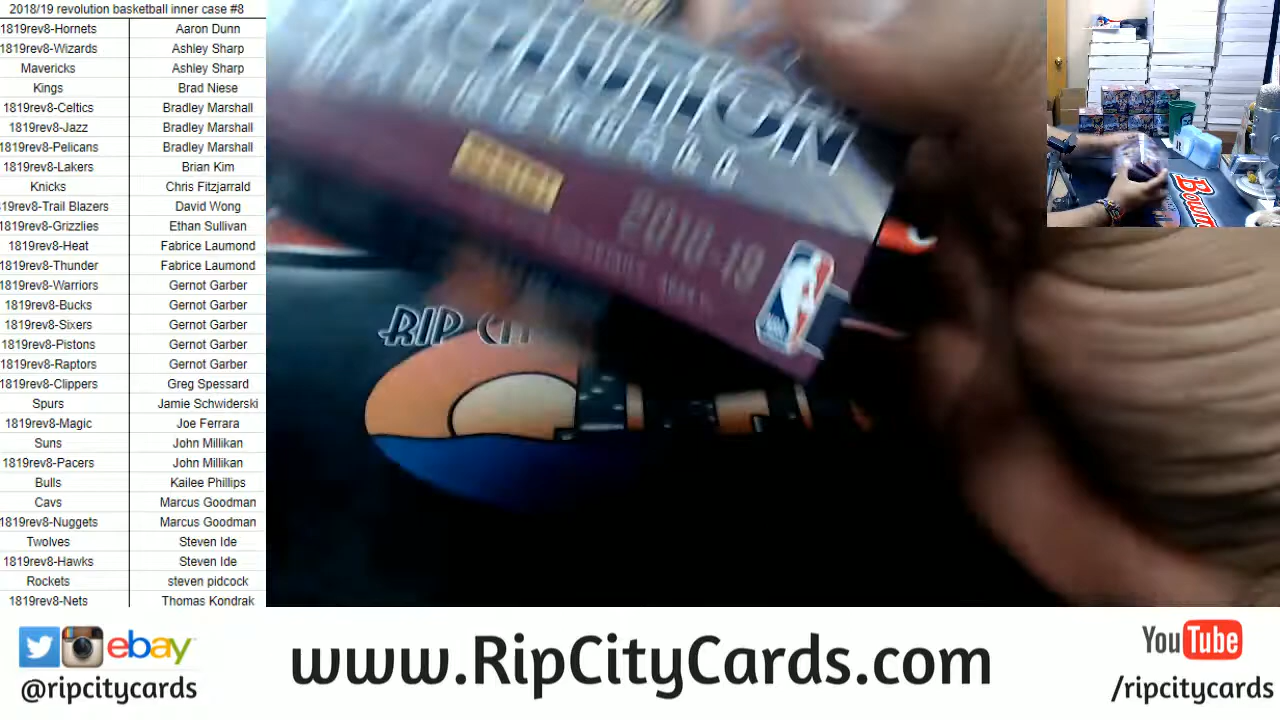 2018/19 revolution basketball inner case #8
1819rev8-Hornets Aaron Dunn
1819rev8-Wizards Ashley Sharp
Mavericks Ashley Sharp
Kings Brad Niese
1819rev8-Celtics Bradley Marshall
1819rev8-Jazz Bradley Marshall
1819rev8-Pelicans Bradley Marshall
1819rev8-Lakers Brian Kim
Knicks Chris Fitzjarrald
19rev8-Trail Blazers David Wong
1819rev8-Grizzlies Ethan Sullivan
1819rev8-Heat Fabrice Laumond
1819rev8-Thunder Fabrice Laumond
1819rev8-Warriors Gernot Garber
1819rev8-Bucks Gernot Garber
1819rev8-Sixers Gernot Garber
1819rev8-Pistons Gernot Garber
1819rev8-Raptors Gernot Garber
1819rev8-Clippers Greg Spessard
Spurs Jamie Schwiderski
1819rev8-Magic Joe Ferrara
Suns John Millikan
1819rev8-Pacers John Millikan
Bulls Kailee Phillips
Cavs Marcus Goodman
1819rev8-Nuggets Marcus Goodman
Twolves Steven Ide
1819rev8-Hawks Steven Ide
Rockets steven pidcock
1819rev8-Nets Thomas Kondrak
BASKETBALL
PANINI
2018-19
RIP CIT
Boun
ebay
@ripcitycards
www.RipCityCards.com
YouTube
/ripcitycards